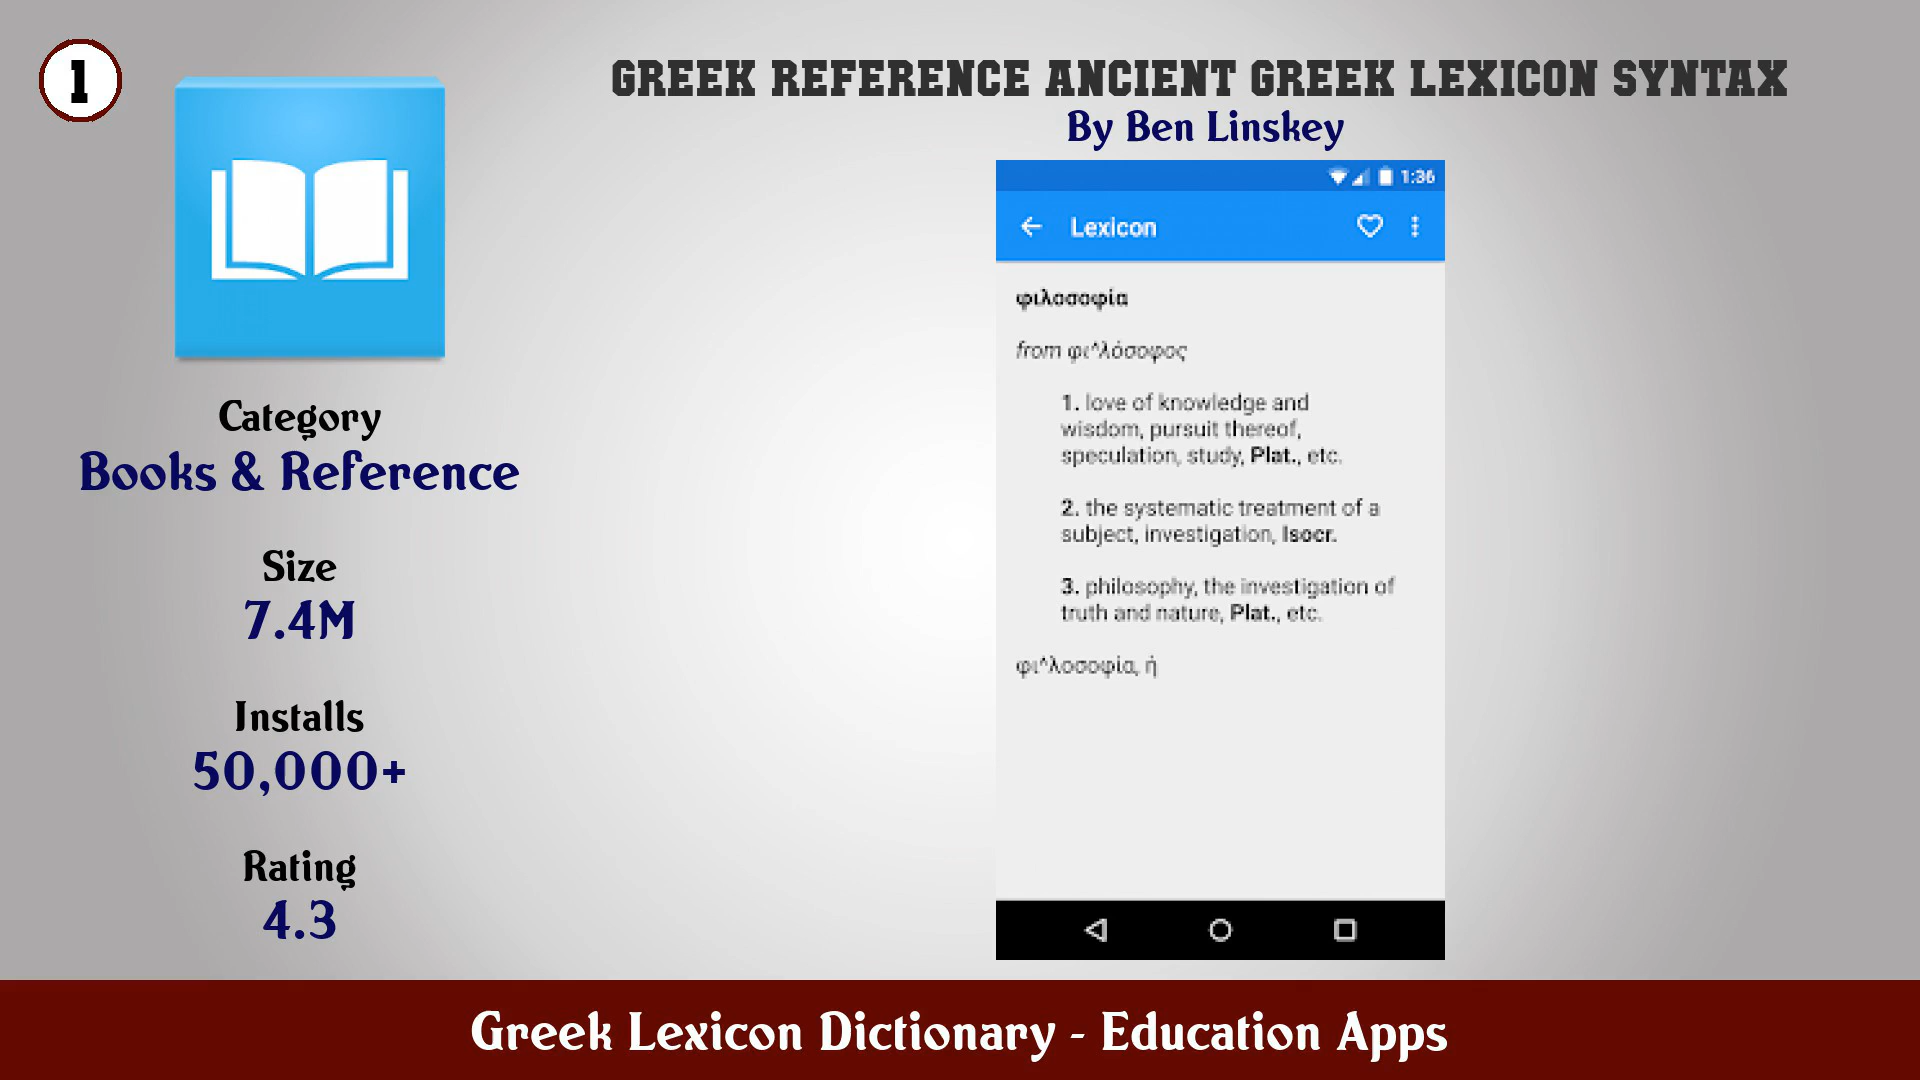 1
GREEK REFERENCE ANCIENT GREEK LEXICON SYNTAX
By Ben Linskey
Category
Books & Reference
Size
7.4M
Installs
50,000+
Rating
4.3
1:36
Lexicon
φιλοσοφία
from φι^λόσοφος
1. love of knowledge and
wisdom, pursuit thereof,
speculation, study, Plat., etc.
2. the systematic treatment of a
subject, investigation, Isocr.
3. philosophy, the investigation of
truth and nature, Plat., etc.
φι^λοσοφία, ἡ
Greek Lexicon Dictionary - Education Apps